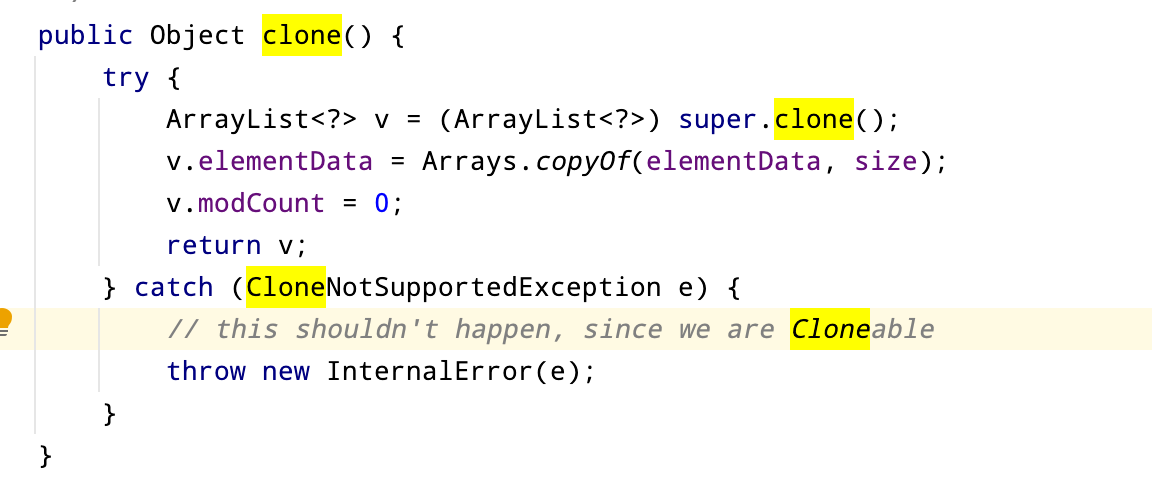 public Object clone() {
try {
ArrayList<?> v = (ArrayList<?>) super.clone();
v.elementData = Arrays.copyOf(elementData, size);
v.modCount = 0;
return v;
} catch (CloneNotSupportedException e) {
// this shouldn't happen, since we are Cloneable
throw new InternalError(e);
}
}